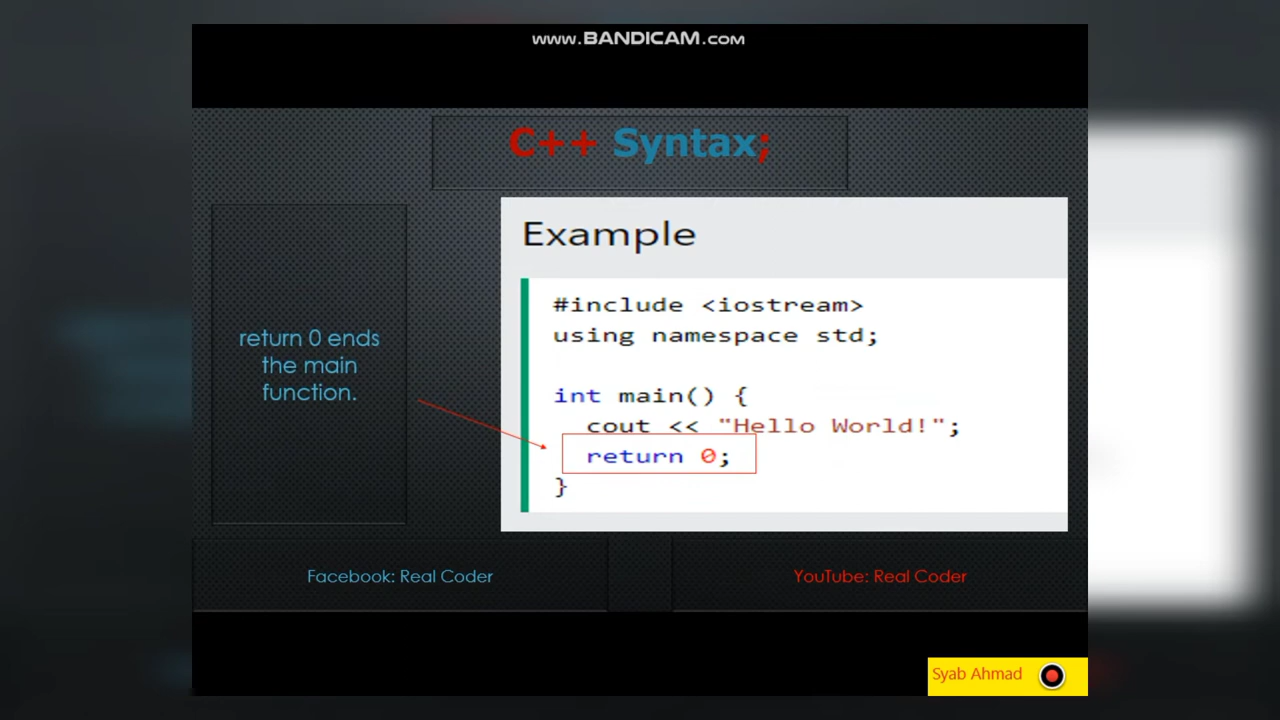 www.BANDICAM.com
C++ Syntax;
return 0 ends
the main
function.
Example
#include <iostream>
using namespace std;
int main() {
cout << "Hello World!";
return 0;
}
Facebook: Real Coder
YouTube: Real Coder
Syab Ahmad